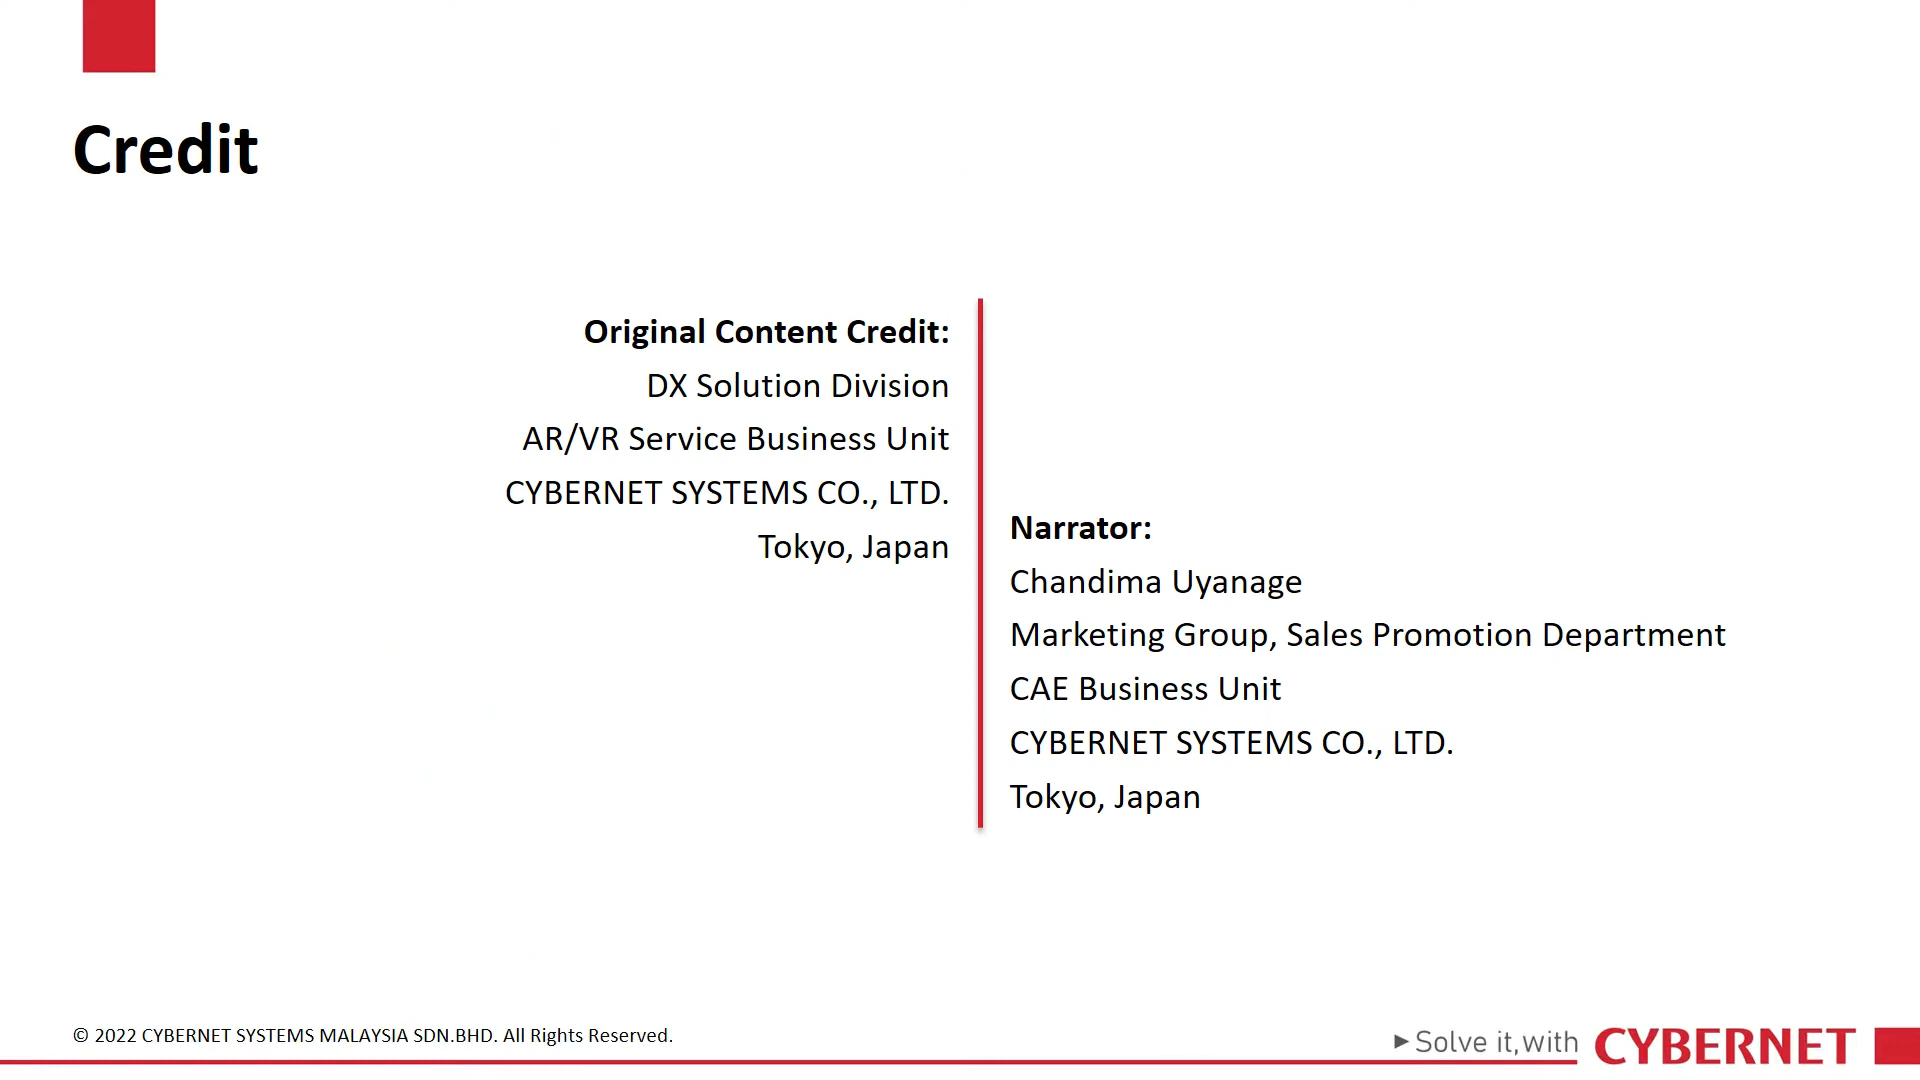 Credit
Original Content Credit:
DX Solution Division
AR/VR Service Business Unit
CYBERNET SYSTEMS CO., LTD.
Tokyo, Japan
Narrator:
Chandima Uyanage
Marketing Group, Sales Promotion Department
CAE Business Unit
CYBERNET SYSTEMS CO., LTD.
Tokyo, Japan
© 2022 CYBERNET SYSTEMS MALAYSIA SDN.BHD. All Rights Reserved.
►Solve it,with CYBERNET